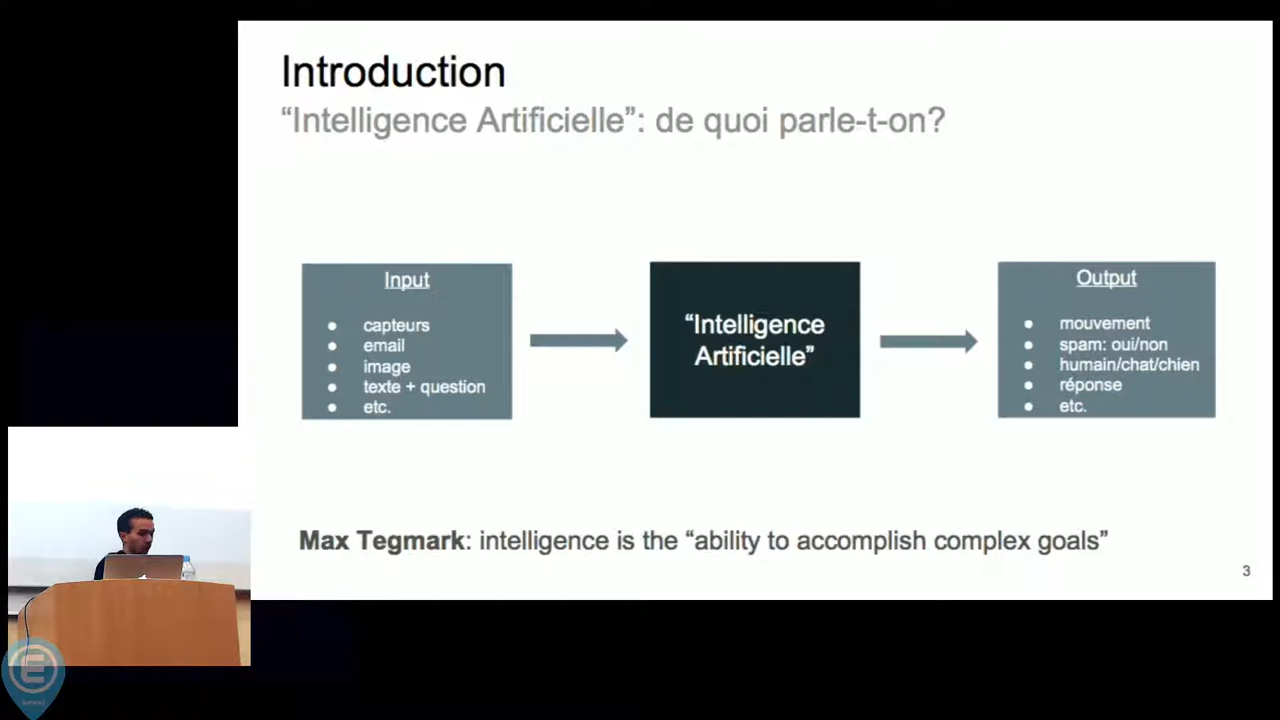 Introduction
“Intelligence Artificielle”: de quoi parle-t-on?
Input
● capteurs
● email
● image
● texte + question
● etc.
“Intelligence
Artificielle”
Output
● mouvement
● spam: oui/non
● humain/chat/chien
● réponse
● etc.
Max Tegmark: intelligence is the “ability to accomplish complex goals”
3
E